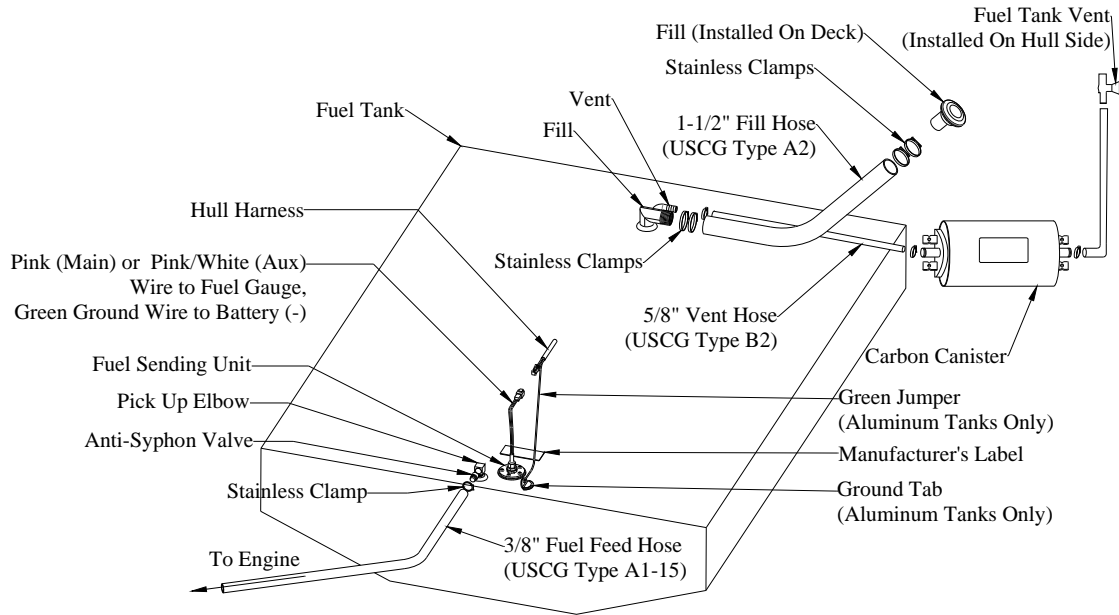 Fuel Tank Vent
(Installed On Hull Side)
Fill (Installed On Deck)
Stainless Clamps
Fuel Tank
Vent
Fill
1-1/2" Fill Hose
(USCG Type A2)
Hull Harness
Stainless Clamps
Pink (Main) or Pink/White (Aux)
Wire to Fuel Gauge,
Green Ground Wire to Battery (-)
5/8" Vent Hose
(USCG Type B2)
Carbon Canister
Fuel Sending Unit
Pick Up Elbow
Anti-Syphon Valve
Stainless Clamp
Green Jumper
(Aluminum Tanks Only)
Manufacturer's Label
Ground Tab
(Aluminum Tanks Only)
3/8" Fuel Feed Hose
(USCG Type A1-15)
To Engine